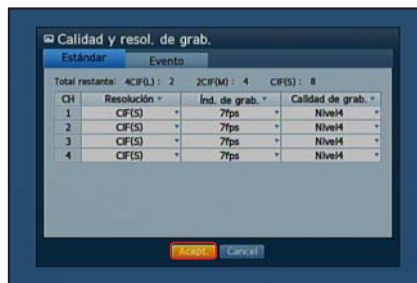 Calidad y resol. de grab.
Estándar Evento
Total restante: 4CIF(L) : 2 2CIF(M) : 4 CIF(S) : 8
CH Resolución Índ. de grab. Calidad de grab.
1 CIF(S) 7fps Nivel4
2 CIF(S) 7fps Nivel4
3 CIF(S) 7fps Nivel4
4 CIF(S) 7fps Nivel4
Acept. Cancel